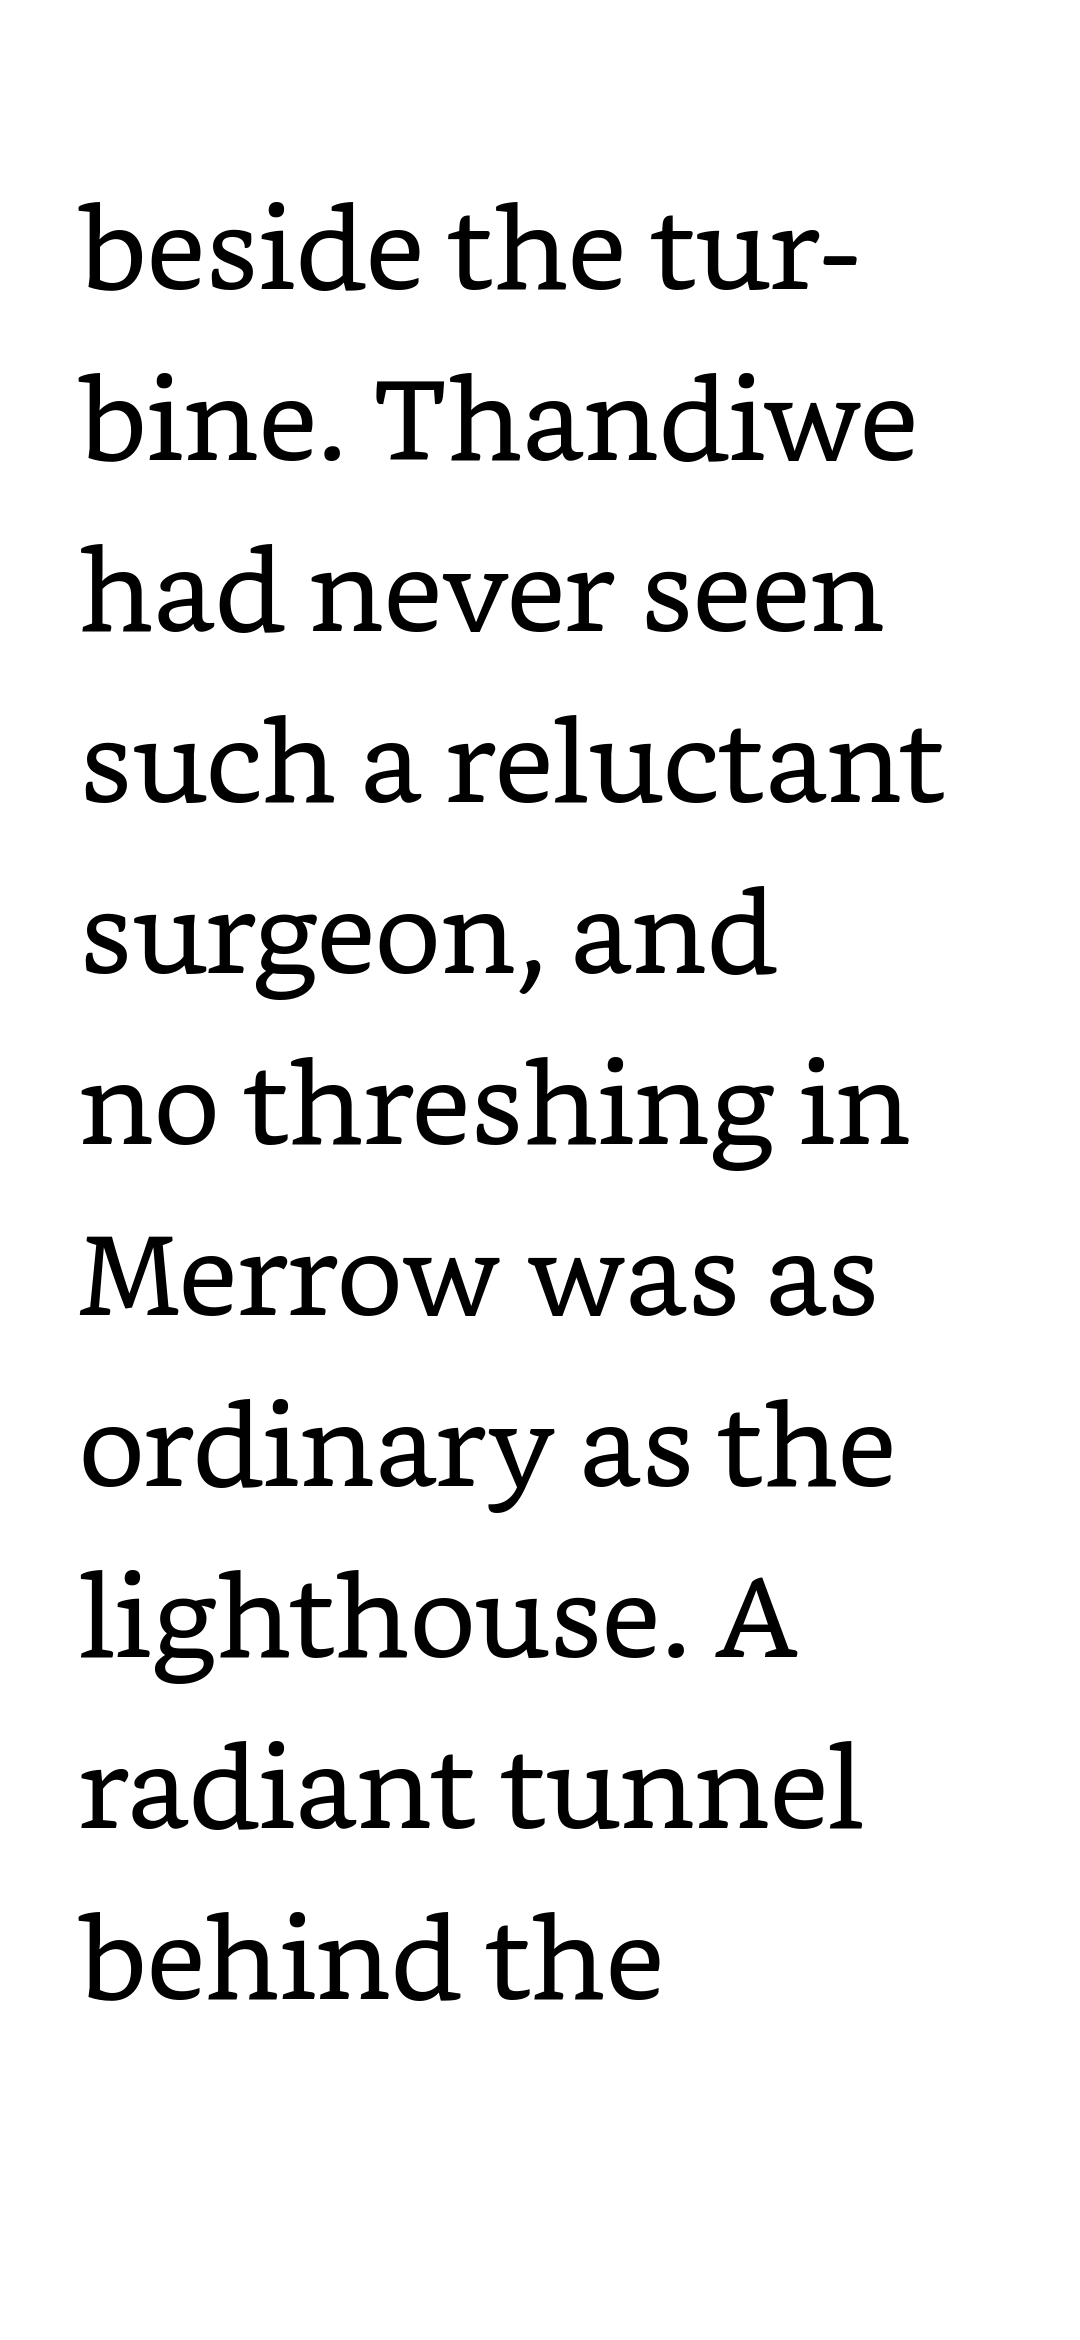 beside the tur-
bine. Thandiwe
had never seen
such a reluctant
surgeon, and
no threshing in
Merrow was as
ordinary as the
lighthouse. A
radiant tunnel
behind the